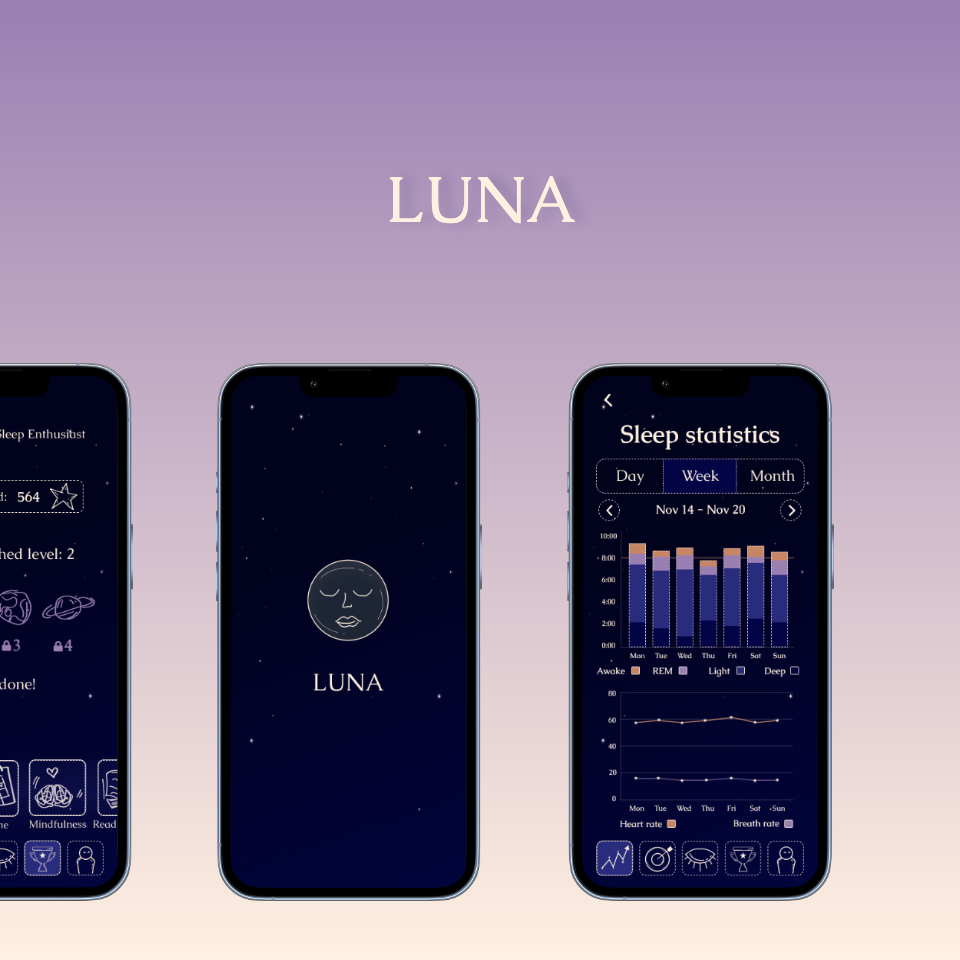 LUNA
Sleep Enthusiast
d: 564
hed level: 2
3 4
done!
ne Mindfulness Read
LUNA
Sleep statistics
Day Week Month
Nov 14 - Nov 20
10:00
8:00
6:00
4:00
2:00
0:00
Mon Tue Wed Thu Fri Sat Sun
Awake REM Light Deep
80
60
40
20
0
Mon Tue Wed Thu Fri Sat Sun
Heart rate Breath rate